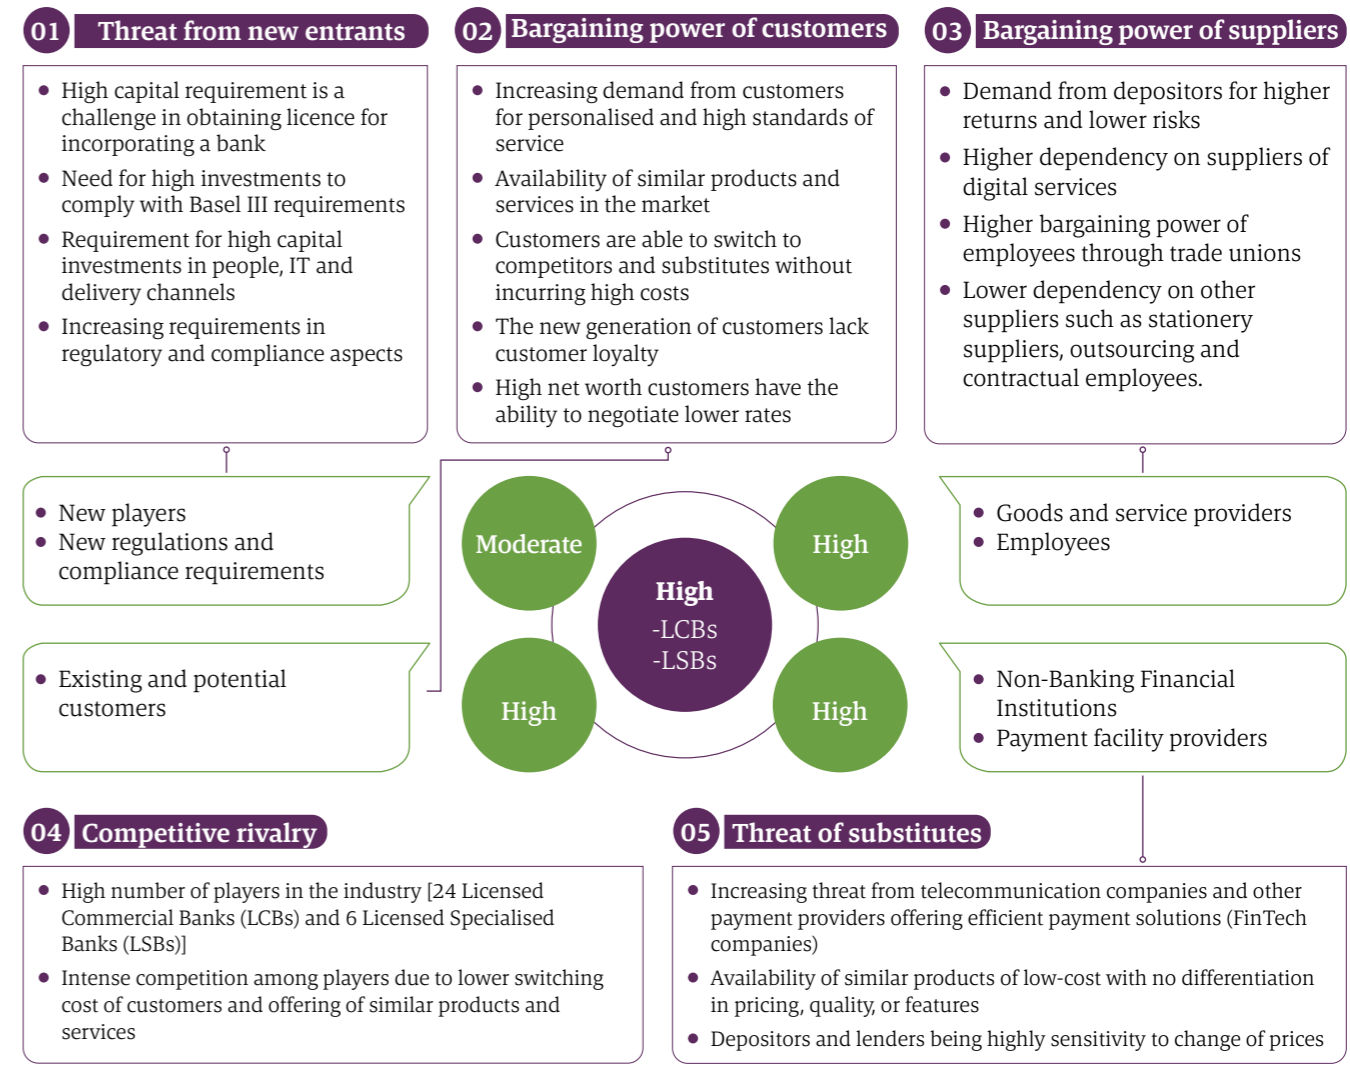 01 Threat from new entrants
• High capital requirement is a
challenge in obtaining licence for
incorporating a bank
• Need for high investments to
comply with Basel III requirements
• Requirement for high capital
investments in people, IT and
delivery channels
• Increasing requirements in
regulatory and compliance aspects
02 Bargaining power of customers
• Increasing demand from customers
for personalised and high standards of
service
• Availability of similar products and
services in the market
• Customers are able to switch to
competitors and substitutes without
incurring high costs
• The new generation of customers lack
customer loyalty
• High net worth customers have the
ability to negotiate lower rates
03 Bargaining power of suppliers
• Demand from depositors for higher
returns and lower risks
• Higher dependency on suppliers of
digital services
• Higher bargaining power of
employees through trade unions
• Lower dependency on other
suppliers such as stationery
suppliers, outsourcing and
contractual employees.
• New players
• New regulations and
compliance requirements
• Existing and potential
customers
Moderate
High
High
-LCBs
-LSBs
High
High
• Goods and service providers
• Employees
• Non-Banking Financial
Institutions
• Payment facility providers
04 Competitive rivalry
• High number of players in the industry [24 Licensed
Commercial Banks (LCBs) and 6 Licensed Specialised
Banks (LSBs)]
• Intense competition among players due to lower switching
cost of customers and offering of similar products and
services
05 Threat of substitutes
• Increasing threat from telecommunication companies and other
payment providers offering efficient payment solutions (FinTech
companies)
• Availability of similar products of low-cost with no differentiation
in pricing, quality, or features
• Depositors and lenders being highly sensitivity to change of prices